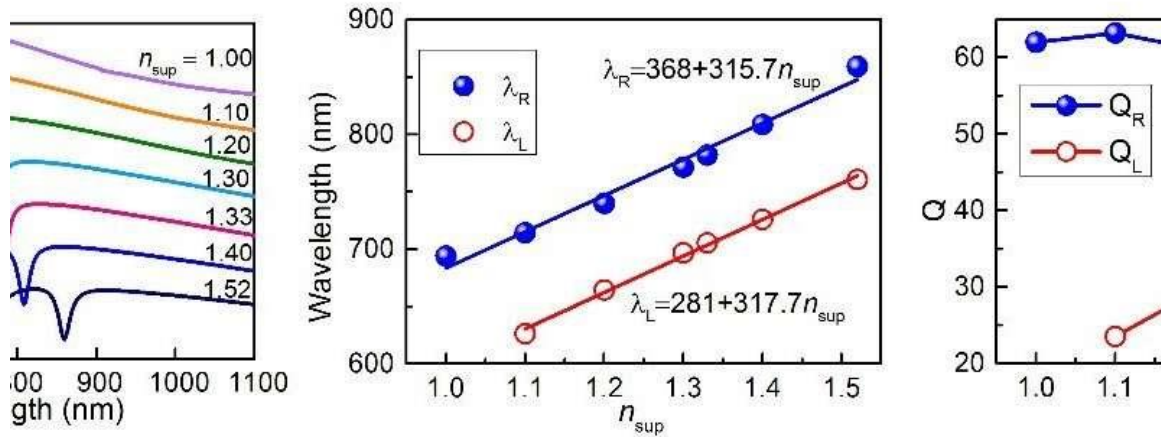 n_sup = 1.00
1.10
1.20
1.30
1.33
1.40
1.52
900
1000
1100
gth (nm)
900
800
700
600
Wavelength (nm)
λ_R
λ_L
λ_R=368+315.7n_sup
λ_L=281+317.7n_sup
1.0 1.1 1.2 1.3 1.4 1.5
n_sup
60
50
40
30
20
Q
Q_R
Q_L
1.0 1.1